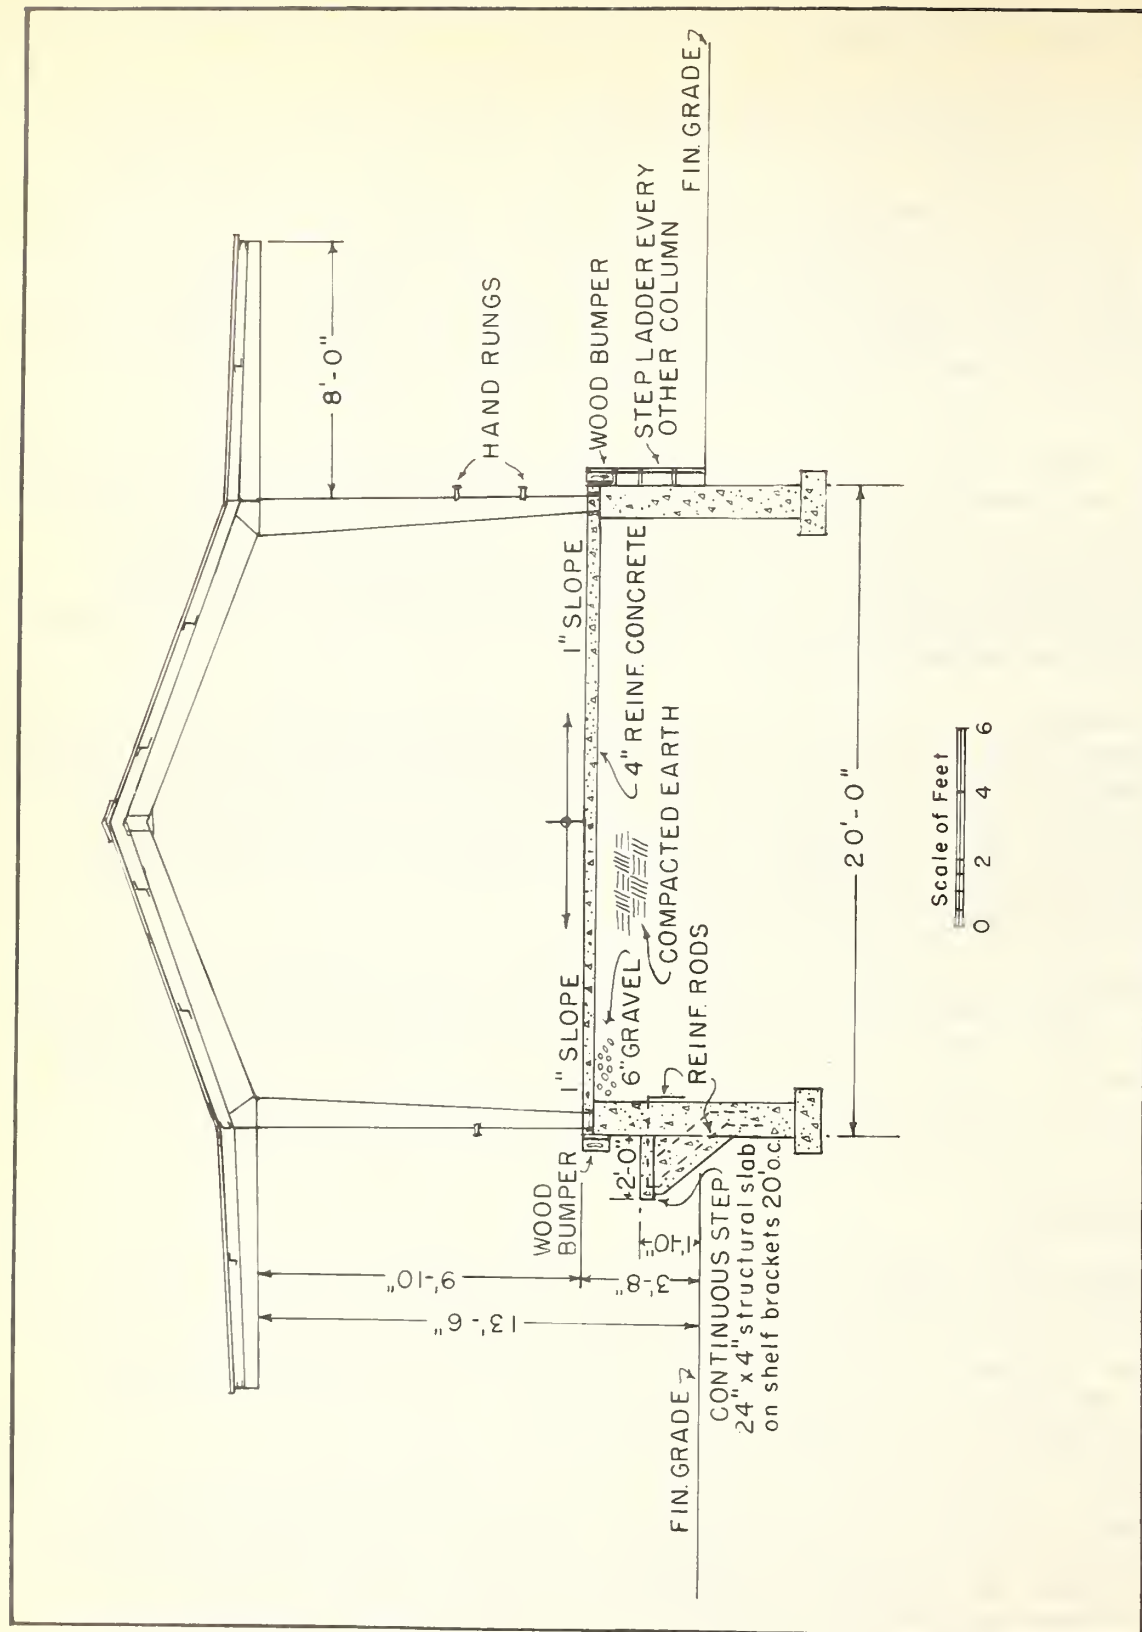 8'-0"
HAND RUNGS
WOOD BUMPER
STEP LADDER EVERY
OTHER COLUMN
FIN. GRADE
1" SLOPE
1" SLOPE
4" REINF. CONCRETE
COMPACTED EARTH
6" GRAVEL
REINF. RODS
WOOD
BUMPER
2'-0"
1'-10"
9'-10"
3'-8"
13'-6"
FIN. GRADE
CONTINUOUS STEP
24" x 4" structural slab
on shelf brackets 20' o.c.
20'-0"
Scale of Feet
0 2 4 6